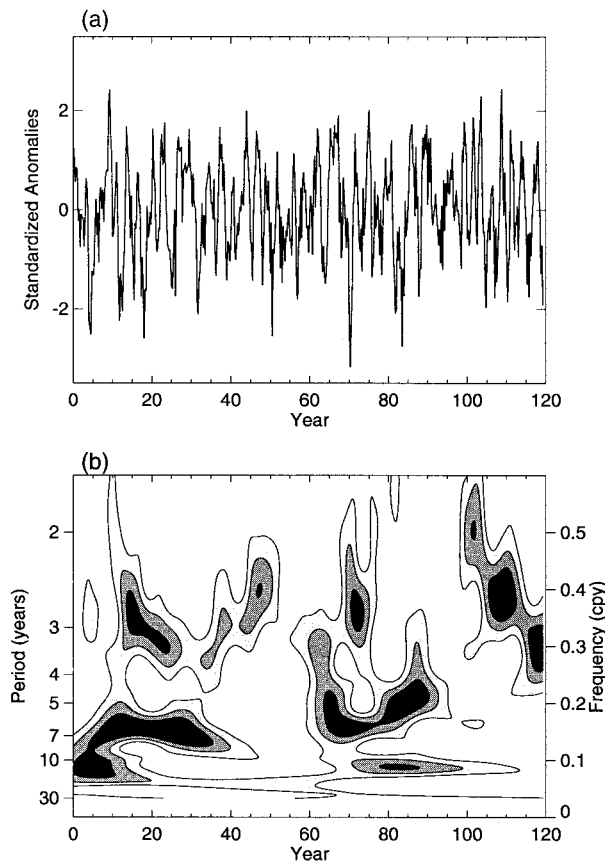 (a)
Standardized Anomalies
2
0
-2
0 20 40 60 80 100 120
Year
(b)
Period (years)
2
3
4
5
7
10
30
Frequency (cpy)
0.5
0.4
0.3
0.2
0.1
0
0 20 40 60 80 100 120
Year